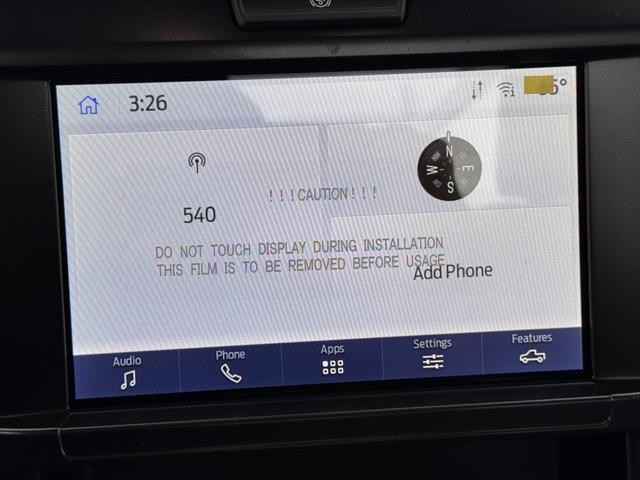 3:26
540
!!!CAUTION!!!
N
W E
S
DO NOT TOUCH DISPLAY DURING INSTALLATION
THIS FILM IS TO BE REMOVED BEFORE USAGE
Add Phone
Audio
Phone
Apps
Settings
Features